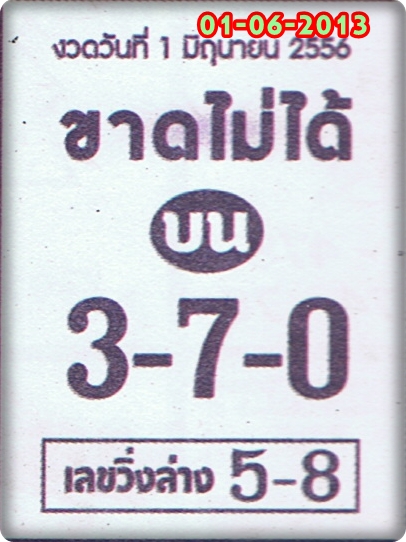 01-06-2013
งวดวันที่ 1 มิถุนายน 2556
ขาดไม่ได้
บน
3-7-0
เลขวิ่งล่าง 5-8